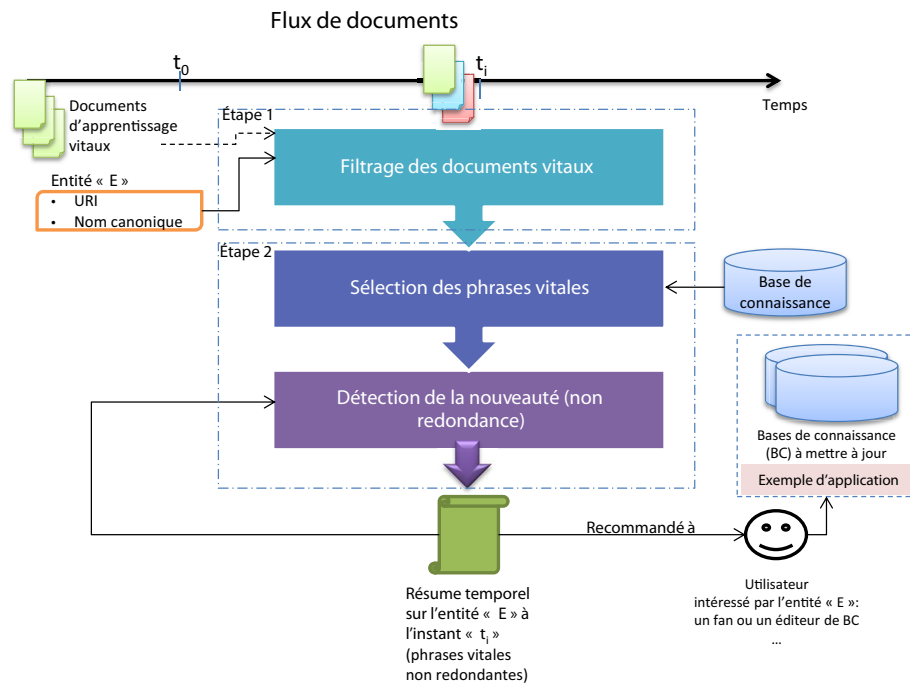 Flux de documents
t0
ti
Temps
Documents
d'apprentissage
vitaux
Étape 1
Filtrage des documents vitaux
Entité « E »
• URI
• Nom canonique
Étape 2
Sélection des phrases vitales
Base de
connaissance
Détection de la nouveauté (non
redondance)
Bases de connaissance
(BC) à mettre à jour
Exemple d'application
Recommandé à
Résume temporel
sur l'entité « E » à
l'instant « ti »
(phrases vitales
non redondantes)
Utilisateur
intéressé par l'entité « E »:
un fan ou un éditeur de BC
...